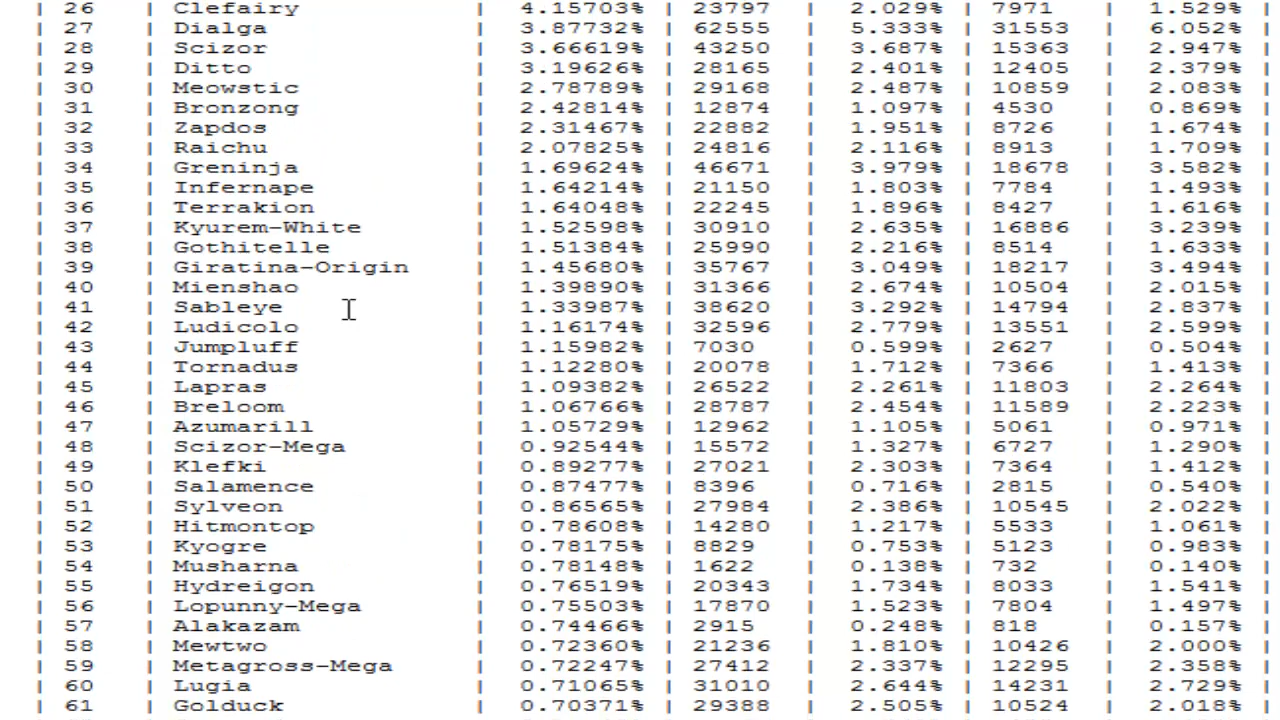 | 26 | Clefairy | 4.15703% | 23797 | 2.029% | 7971 | 1.529% |
| 27 | Dialga | 3.87732% | 62555 | 5.333% | 31553 | 6.052% |
| 28 | Scizor | 3.66619% | 43250 | 3.687% | 15363 | 2.947% |
| 29 | Ditto | 3.19626% | 28165 | 2.401% | 12405 | 2.379% |
| 30 | Meowstic | 2.78789% | 29168 | 2.487% | 10859 | 2.083% |
| 31 | Bronzong | 2.42814% | 12874 | 1.097% | 4530 | 0.869% |
| 32 | Zapdos | 2.31467% | 22882 | 1.951% | 8726 | 1.674% |
| 33 | Raichu | 2.07825% | 24816 | 2.116% | 8913 | 1.709% |
| 34 | Greninja | 1.69624% | 46671 | 3.979% | 18678 | 3.582% |
| 35 | Infernape | 1.64214% | 21150 | 1.803% | 7784 | 1.493% |
| 36 | Terrakion | 1.64048% | 22245 | 1.896% | 8427 | 1.616% |
| 37 | Kyurem-White | 1.52598% | 30910 | 2.635% | 16886 | 3.239% |
| 38 | Gothitelle | 1.51384% | 25990 | 2.216% | 8514 | 1.633% |
| 39 | Giratina-Origin | 1.45680% | 35767 | 3.049% | 18217 | 3.494% |
| 40 | Mienshao | 1.39890% | 31366 | 2.674% | 10504 | 2.015% |
| 41 | Sableye | 1.33987% | 38620 | 3.292% | 14794 | 2.837% |
| 42 | Ludicolo | 1.16174% | 32596 | 2.779% | 13551 | 2.599% |
| 43 | Jumpluff | 1.15982% | 7030 | 0.599% | 2627 | 0.504% |
| 44 | Tornadus | 1.12280% | 20078 | 1.712% | 7366 | 1.413% |
| 45 | Lapras | 1.09382% | 26522 | 2.261% | 11803 | 2.264% |
| 46 | Breloom | 1.06766% | 28787 | 2.454% | 11589 | 2.223% |
| 47 | Azumarill | 1.05729% | 12962 | 1.105% | 5061 | 0.971% |
| 48 | Scizor-Mega | 0.92544% | 15572 | 1.327% | 6727 | 1.290% |
| 49 | Klefki | 0.89277% | 27021 | 2.303% | 7364 | 1.412% |
| 50 | Salamence | 0.87477% | 8396 | 0.716% | 2815 | 0.540% |
| 51 | Sylveon | 0.86565% | 27984 | 2.386% | 10545 | 2.022% |
| 52 | Hitmontop | 0.78608% | 14280 | 1.217% | 5533 | 1.061% |
| 53 | Kyogre | 0.78175% | 8829 | 0.753% | 5123 | 0.983% |
| 54 | Musharna | 0.78148% | 1622 | 0.138% | 732 | 0.140% |
| 55 | Hydreigon | 0.76519% | 20343 | 1.734% | 8033 | 1.541% |
| 56 | Lopunny-Mega | 0.75503% | 17870 | 1.523% | 7804 | 1.497% |
| 57 | Alakazam | 0.74466% | 2915 | 0.248% | 818 | 0.157% |
| 58 | Mewtwo | 0.72360% | 21236 | 1.810% | 10426 | 2.000% |
| 59 | Metagross-Mega | 0.72247% | 27412 | 2.337% | 12295 | 2.358% |
| 60 | Lugia | 0.71065% | 31010 | 2.644% | 14231 | 2.729% |
| 61 | Golduck | 0.70371% | 29388 | 2.505% | 10524 | 2.018% |